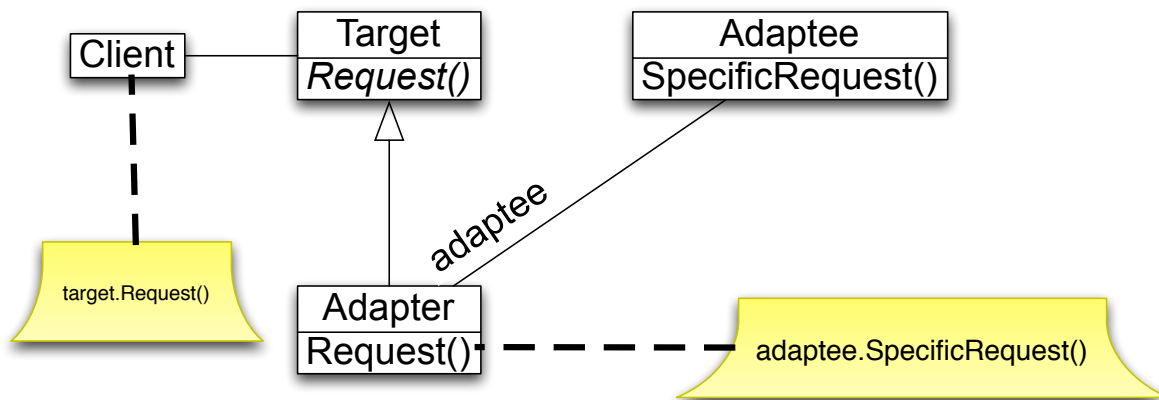 Client
Target
Request()
Adaptee
SpecificRequest()
adaptee
target.Request()
Adapter
Request()
adaptee.SpecificRequest()